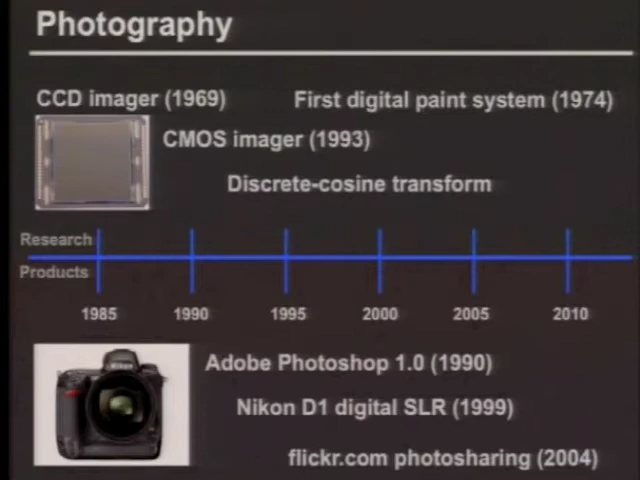 Photography
CCD imager (1969)
First digital paint system (1974)
CMOS imager (1993)
Discrete-cosine transform
Research
Products
1985 1990 1995 2000 2005 2010
Adobe Photoshop 1.0 (1990)
Nikon D1 digital SLR (1999)
flickr.com photosharing (2004)